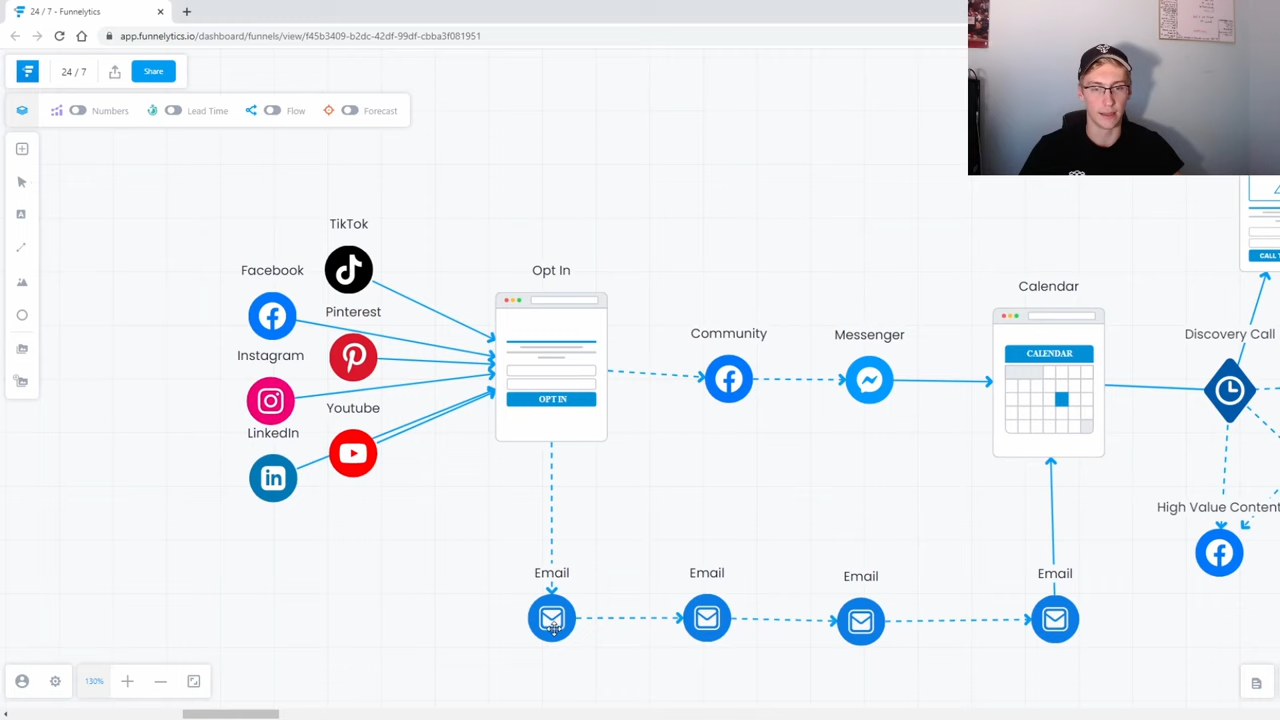 24 / 7 - Funnelytics
app.funnelytics.io/dashboard/funnels/view/f45b3409-b2dc-42df-99df-cbba3f081951
24 / 7
Share
Numbers
Lead Time
Flow
Forecast
TikTok
Facebook
Opt In
Calendar
Pinterest
Community
Messenger
Discovery Call
Instagram
CALENDAR
OPT IN
Youtube
LinkedIn
in
High Value Content
Email
Email
Email
Email
130%